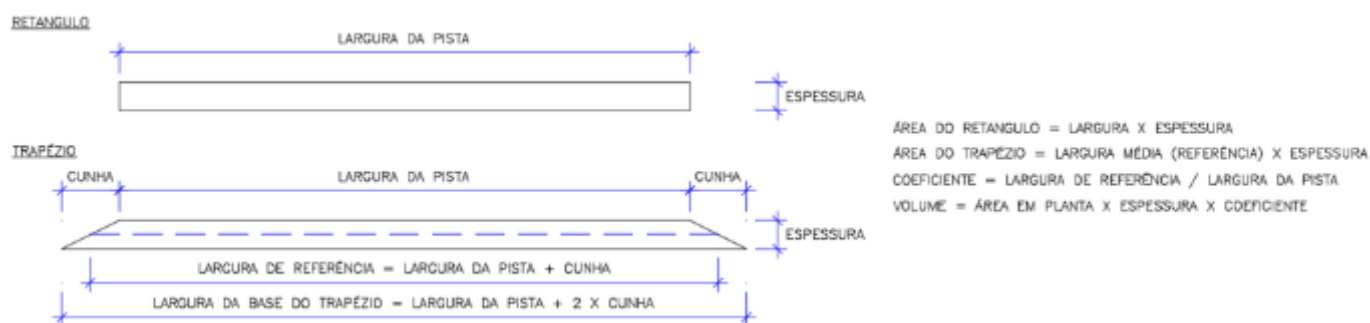 RETANGULO
LARGURA DA PISTA
ESPESSURA
TRAPÉZIO
CUNHA
LARGURA DA PISTA
CUNHA
ESPESSURA
LARGURA DE REFERÊNCIA = LARGURA DA PISTA + CUNHA
LARGURA DA BASE DO TRAPÉZIO = LARGURA DA PISTA + 2 X CUNHA
ÁREA DO RETANGULO = LARGURA X ESPESSURA
ÁREA DO TRAPÉZIO = LARGURA MÉDIA (REFERÊNCIA) X ESPESSURA
COEFICIENTE = LARGURA DE REFERÊNCIA / LARGURA DA PISTA
VOLUME = ÁREA EM PLANTA X ESPESSURA X COEFICIENTE